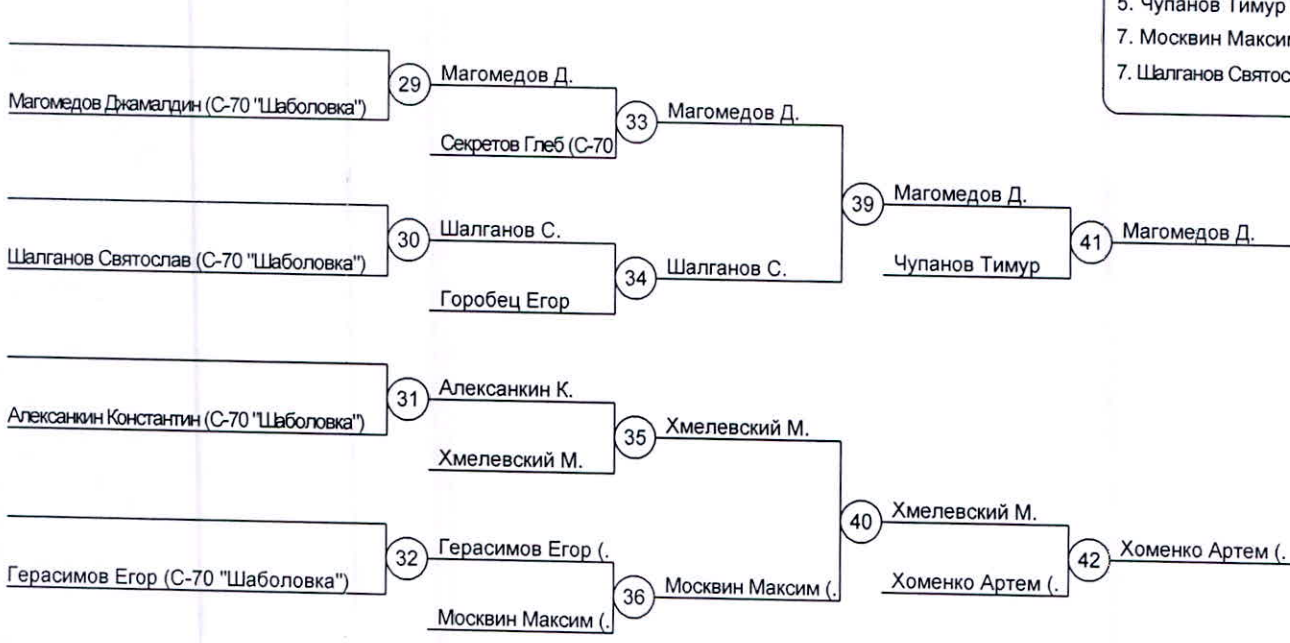 5. Чупанов Тимур
7. Москвин Максим
7. Шалганов Святос
29 Магомедов Д.
Магомедов Джамалдин (С-70 "Шаболовка")
33 Магомедов Д.
Секретов Глеб (С-70
39 Магомедов Д.
30 Шалганов С.
41 Магомедов Д.
Шалганов Святослав (С-70 "Шаболовка")
34 Шалганов С.
Чупанов Тимур
Горобец Егор
31 Алексанкин К.
Алексанкин Константин (С-70 "Шаболовка")
35 Хмелевский М.
Хмелевский М.
40 Хмелевский М.
32 Герасимов Егор (.
42 Хоменко Артем (.
Герасимов Егор (С-70 "Шаболовка")
36 Москвин Максим (.
Хоменко Артем (.
Москвин Максим (.